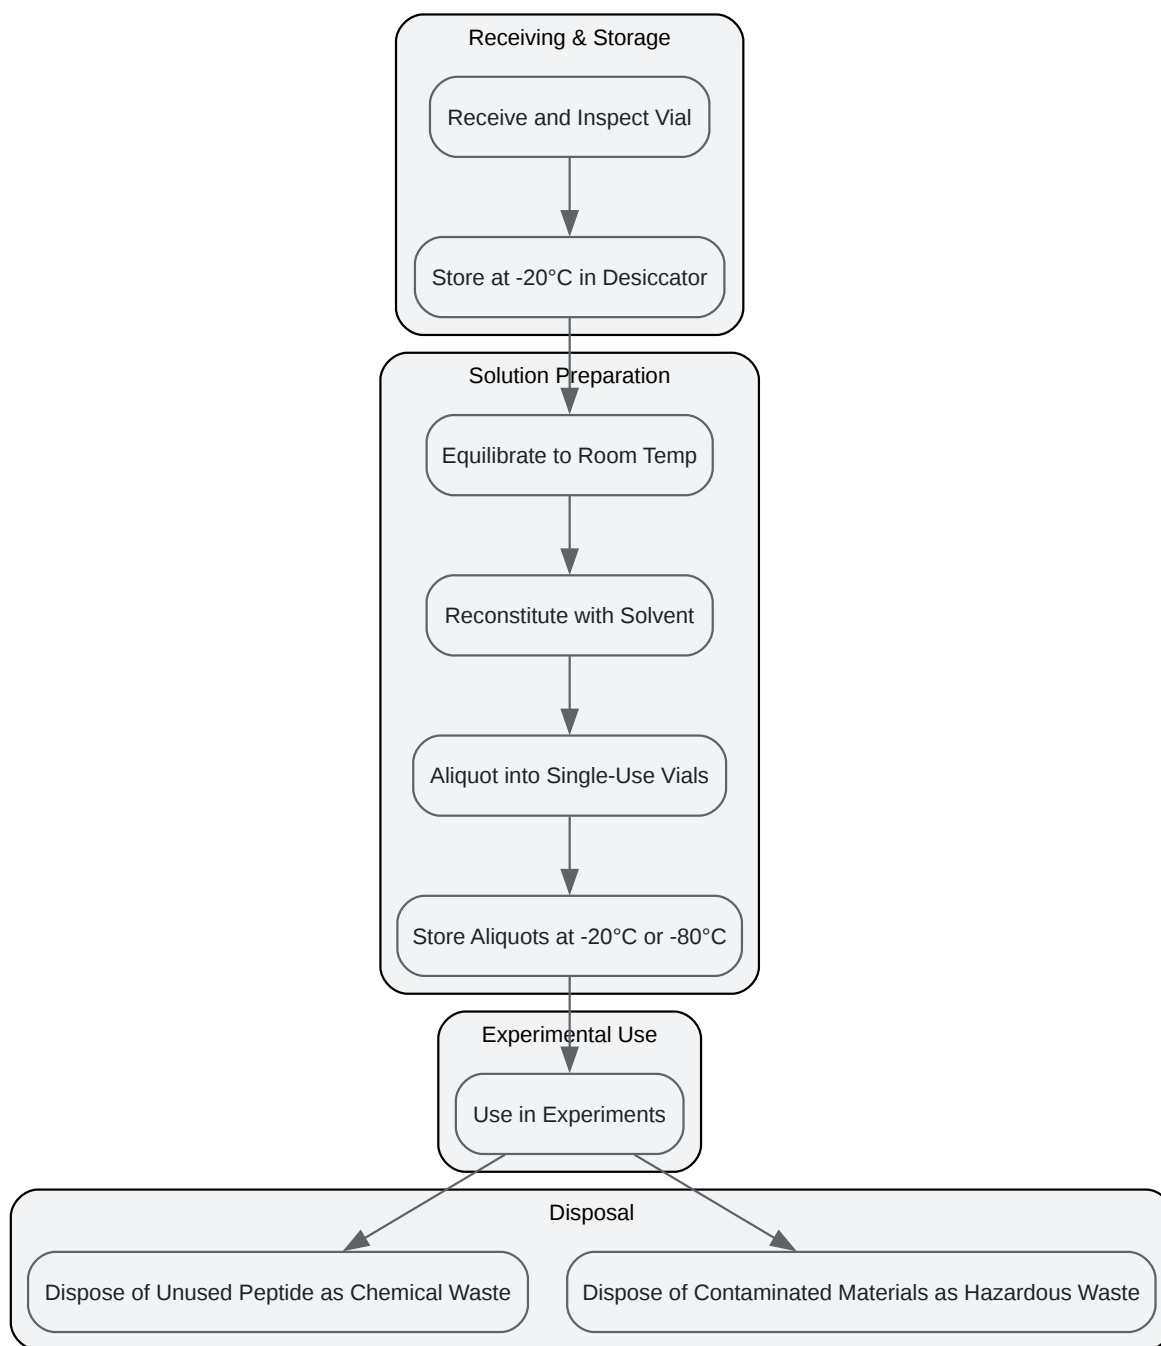 Receiving & Storage
Receive and Inspect Vial
Store at -20°C in Desiccator
Solution Preparation
Equilibrate to Room Temp
Reconstitute with Solvent
Aliquot into Single-Use Vials
Store Aliquots at -20°C or -80°C
Experimental Use
Use in Experiments
Disposal
Dispose of Unused Peptide as Chemical Waste
Dispose of Contaminated Materials as Hazardous Waste